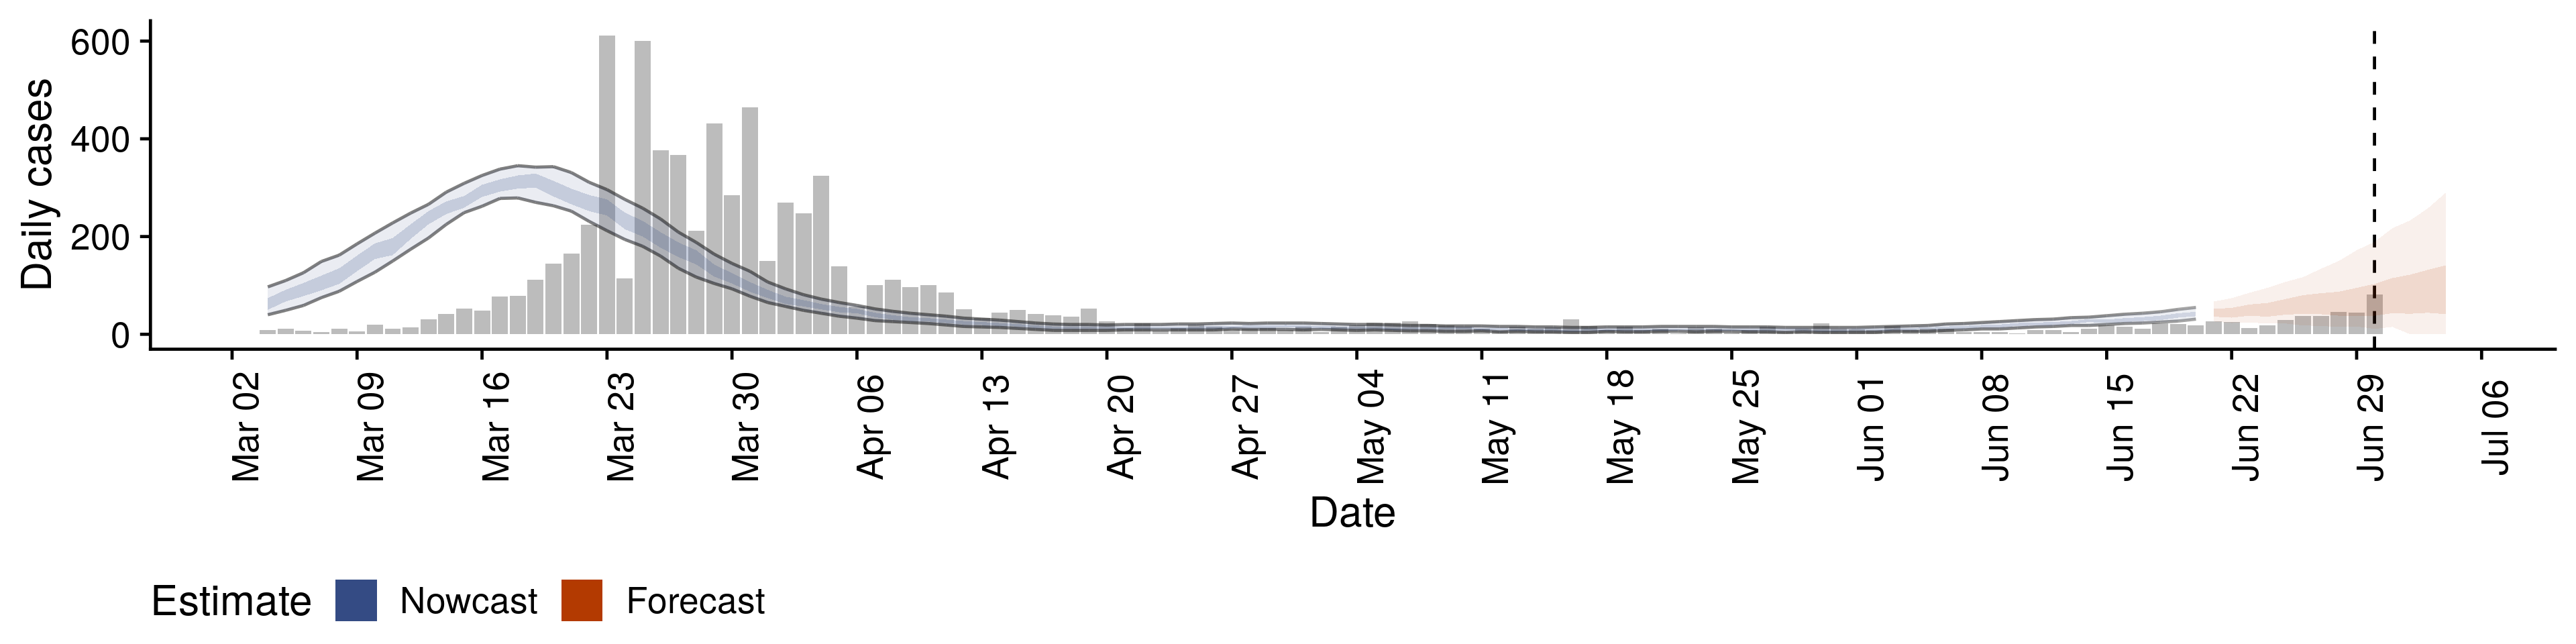 Daily cases
600
400
200
0
Mar 02
Mar 09
Mar 16
Mar 23
Mar 30
Apr 06
Apr 13
Apr 20
Apr 27
May 04
May 11
May 18
May 25
Jun 01
Jun 08
Jun 15
Jun 22
Jun 29
Jul 06
Date
Estimate Nowcast Forecast